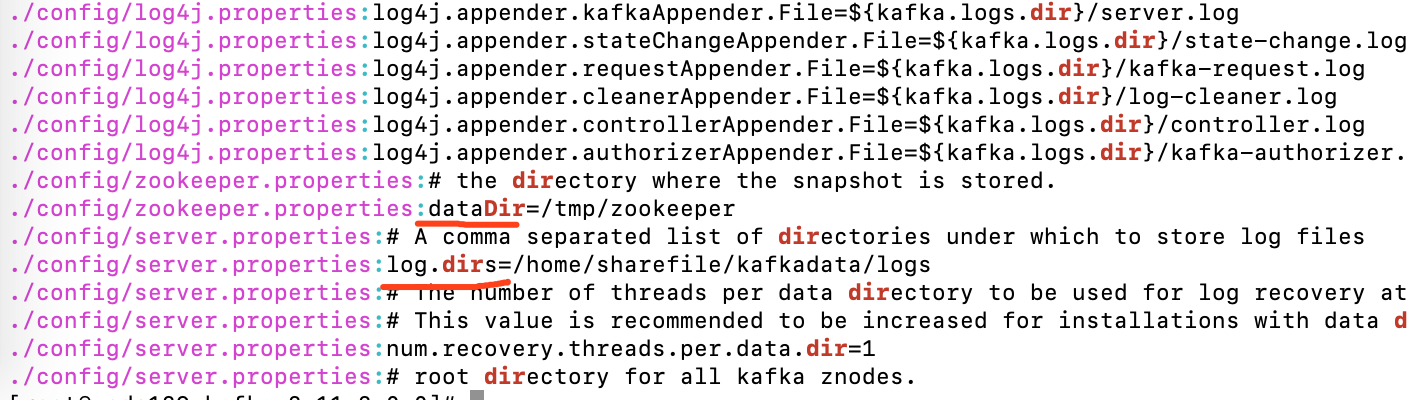 ./config/log4j.properties:log4j.appender.kafkaAppender.File=${kafka.logs.dir}/server.log
./config/log4j.properties:log4j.appender.stateChangeAppender.File=${kafka.logs.dir}/state-change.log
./config/log4j.properties:log4j.appender.requestAppender.File=${kafka.logs.dir}/kafka-request.log
./config/log4j.properties:log4j.appender.cleanerAppender.File=${kafka.logs.dir}/log-cleaner.log
./config/log4j.properties:log4j.appender.controllerAppender.File=${kafka.logs.dir}/controller.log
./config/log4j.properties:log4j.appender.authorizerAppender.File=${kafka.logs.dir}/kafka-authorizer.
./config/zookeeper.properties:# the directory where the snapshot is stored.
./config/zookeeper.properties:dataDir=/tmp/zookeeper
./config/server.properties:# A comma separated list of directories under which to store log files
./config/server.properties:log.dirs=/home/sharefile/kafkadata/logs
./config/server.properties:# The number of threads per data directory to be used for log recovery at
./config/server.properties:# This value is recommended to be increased for installations with data d
./config/server.properties:num.recovery.threads.per.data.dir=1
./config/server.properties:# root directory for all kafka znodes.